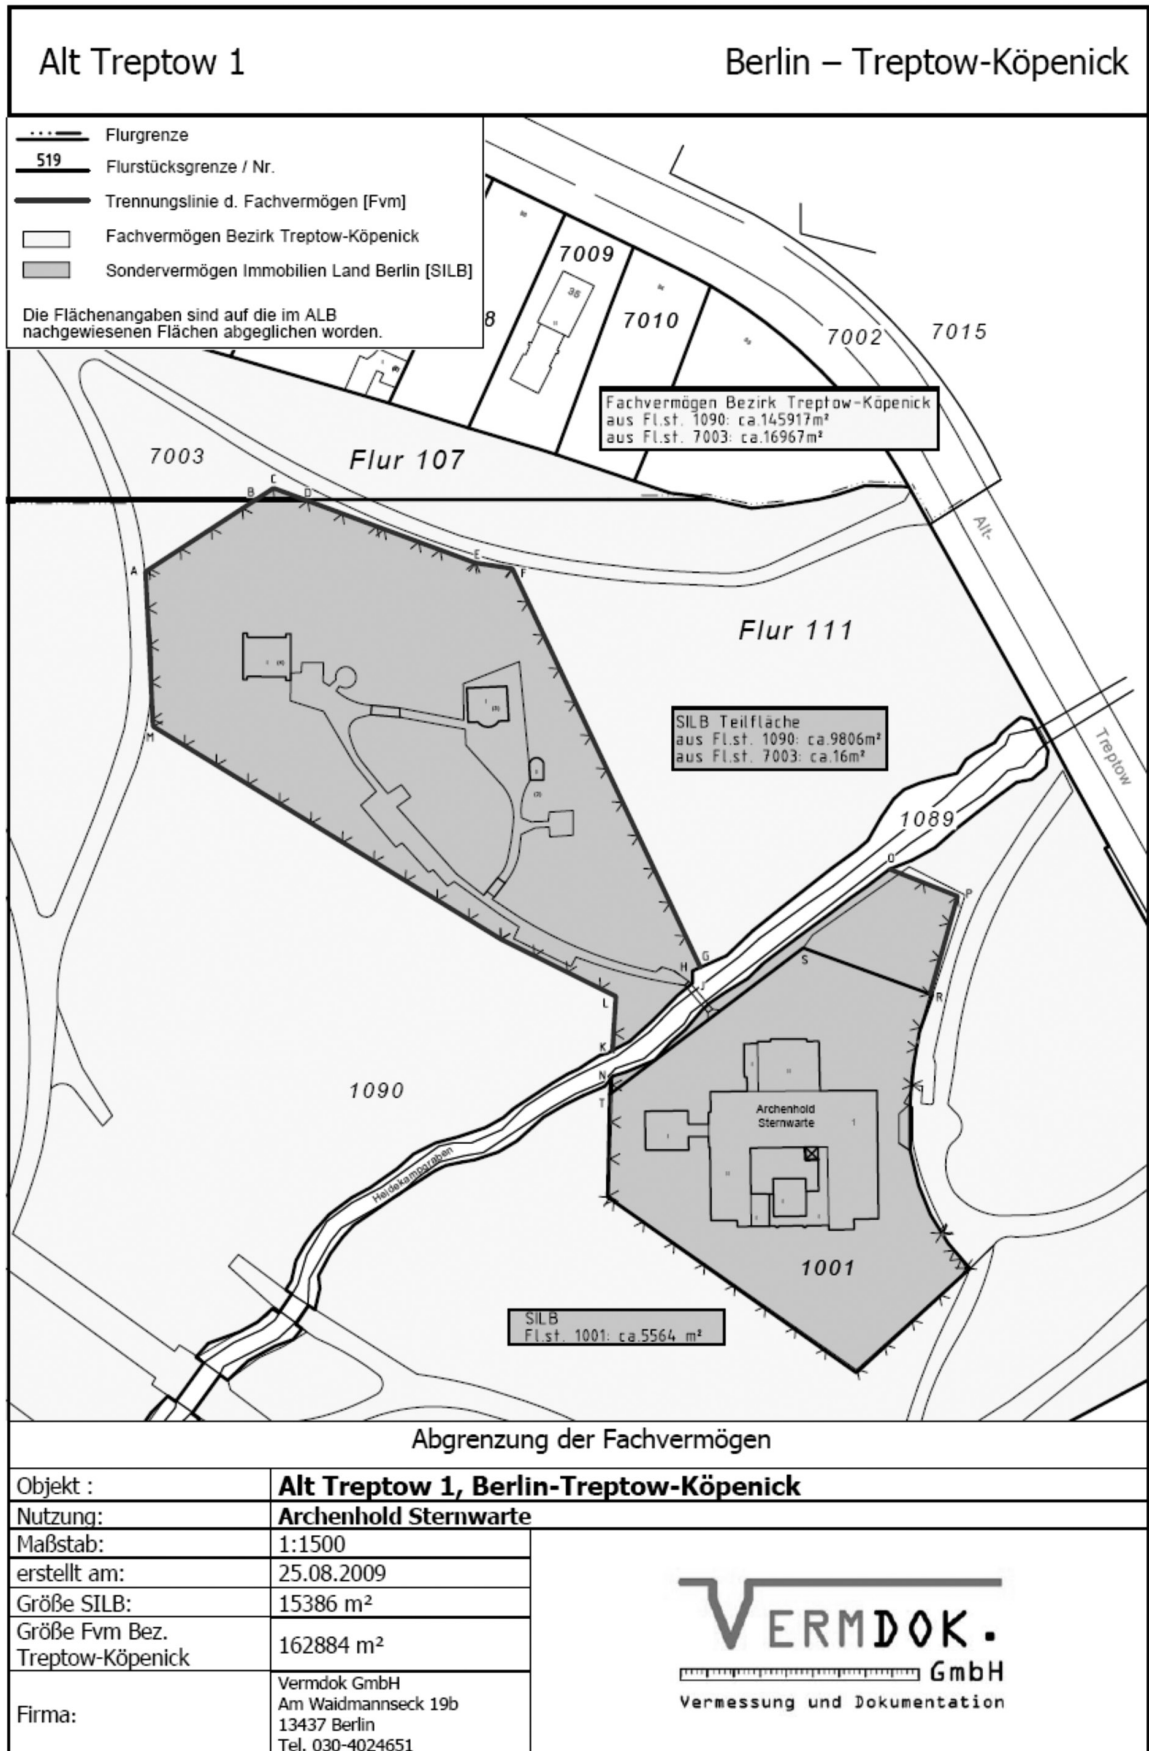 Alt Treptow 1
Berlin – Treptow-Köpenick
Flurgrenze
519
Flurstücksgrenze / Nr.
Trennungslinie d. Fachvermögen [Fvm]
Fachvermögen Bezirk Treptow-Köpenick
Sondervermögen Immobilien Land Berlin [SILB]
Die Flächenangaben sind auf die im ALB
nachgewiesenen Flächen abgeglichen worden.
7009
35
8
7010
7002
7015
Fachvermögen Bezirk Treptow-Köpenick
aus Fl.st. 1090: ca.145917m²
aus Fl.st. 7003: ca.16967m²
7003
Flur 107
C
B
D
Alt-
E
A
F
Flur 111
SILB Teilfläche
aus Fl.st. 1090: ca.9806m²
aus Fl.st. 7003: ca.16m²
M
Treptow
1089
O
P
G
S
H
J
L
R
K
N
1090
T
Archenhold
Sternwarte
Heidekampgraben
1001
SILB
Fl.st. 1001: ca.5564 m²
Abgrenzung der Fachvermögen
Objekt :
Alt Treptow 1, Berlin-Treptow-Köpenick
Nutzung:
Archenhold Sternwarte
Maßstab:
1:1500
erstellt am:
25.08.2009
Größe SILB:
15386 m²
Größe Fvm Bez.
Treptow-Köpenick
162884 m²
Firma:
Vermdok GmbH
Am Waidmannseck 19b
13437 Berlin
Tel. 030-4024651
VERMDOK.
GmbH
Vermessung und Dokumentation